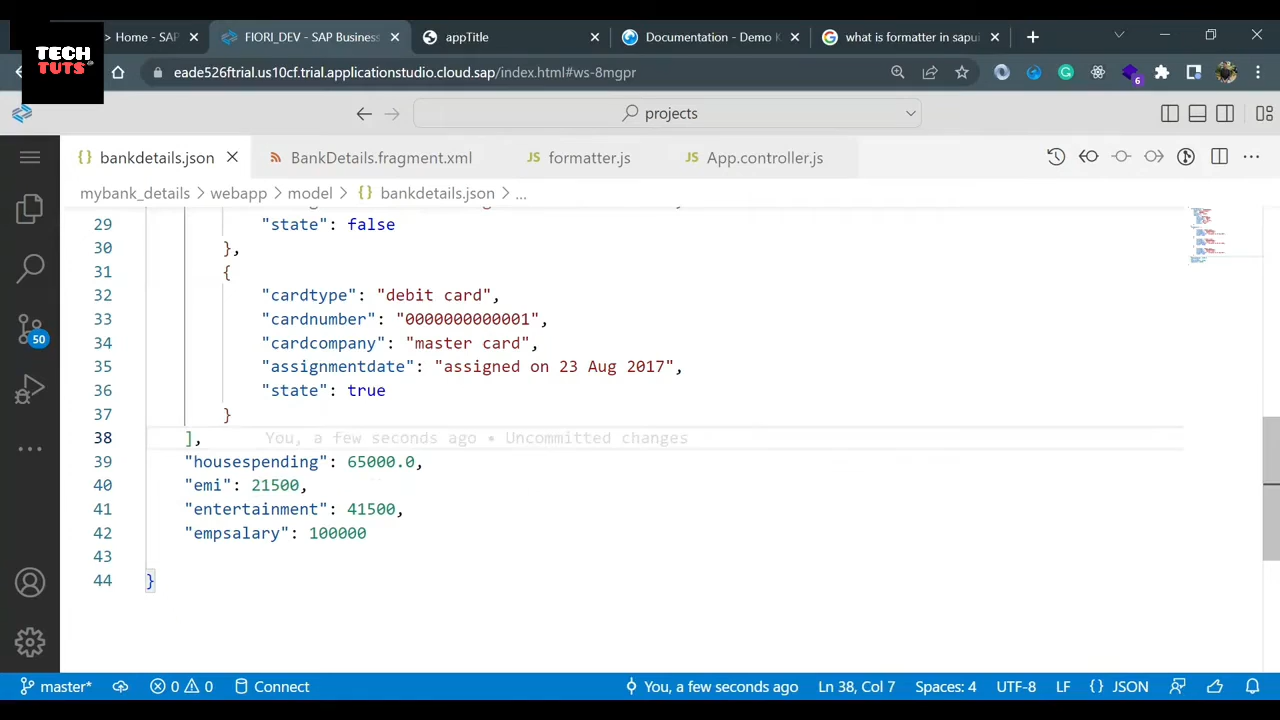 TECH
TUTS
Home - SAP
FIORI_DEV - SAP Business
appTitle
Documentation - Demo K
what is formatter in sapui
eade526ftrial.us10cf.trial.applicationstudio.cloud.sap/index.html#ws-8mgpr
6
projects
{} bankdetails.json
BankDetails.fragment.xml
JS formatter.js
JS App.controller.js
mybank_details > webapp > model > {} bankdetails.json > ...
29 "state": false
30 },
31 {
32 "cardtype": "debit card",
33 "cardnumber": "0000000000001",
34 "cardcompany": "master card",
35 "assignmentdate": "assigned on 23 Aug 2017",
36 "state": true
37 }
38 ], You, a few seconds ago • Uncommitted changes
39 "housespending": 65000.0,
40 "emi": 21500,
41 "entertainment": 41500,
42 "empsalary": 100000
43
44 }
50
master*
0
0
Connect
You, a few seconds ago
Ln 38, Col 7
Spaces: 4
UTF-8
LF
{} JSON